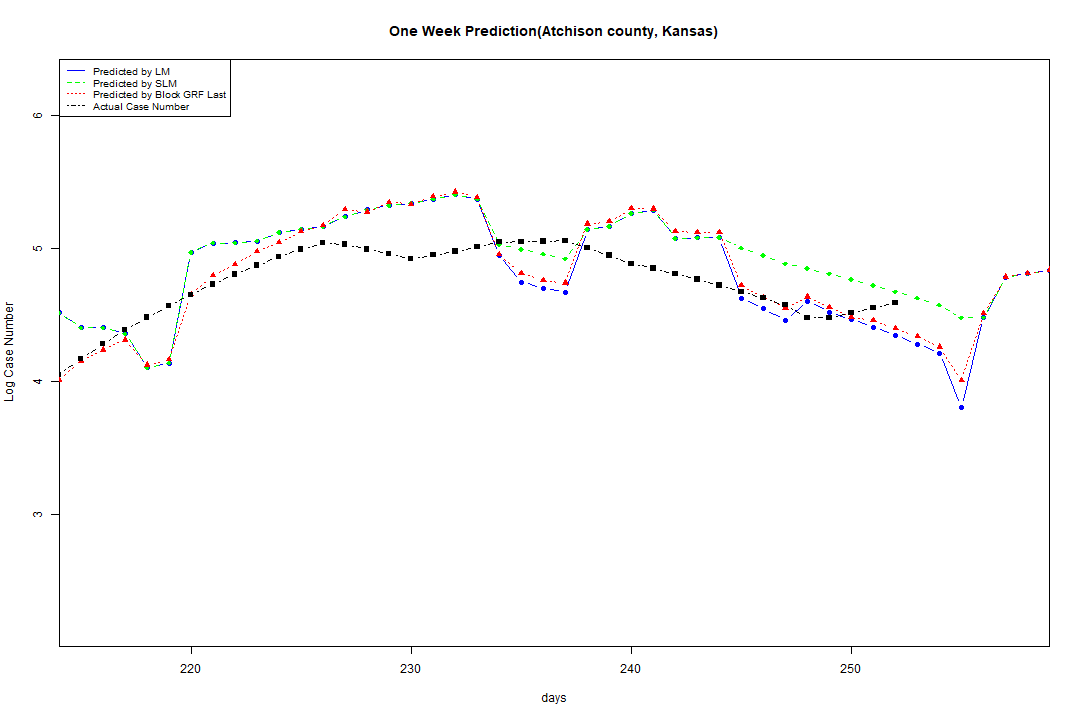 One Week Prediction(Atchison county, Kansas)
Predicted by LM
Predicted by SLM
Predicted by Block GRF Last
Actual Case Number
6
5
4
3
Log Case Number
220
230
240
250
days